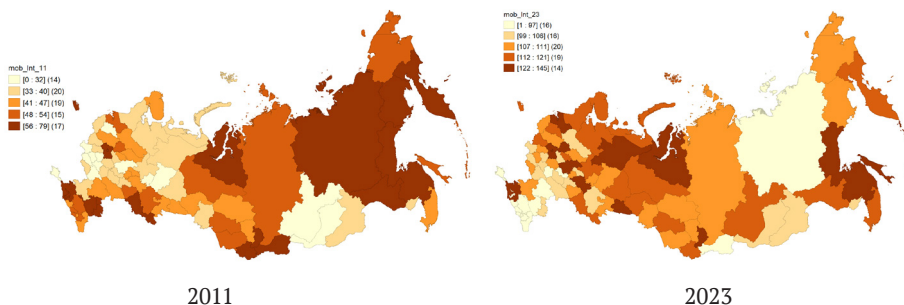 mob_Int_11
[0 : 32] (14)
[33 : 40] (20)
[41 : 47] (19)
[48 : 54] (15)
[56 : 79] (17)
mob_Int_23
[1 : 97] (16)
[99 : 106] (16)
[107 : 111] (20)
[112 : 121] (19)
[122 : 145] (14)
2011
2023